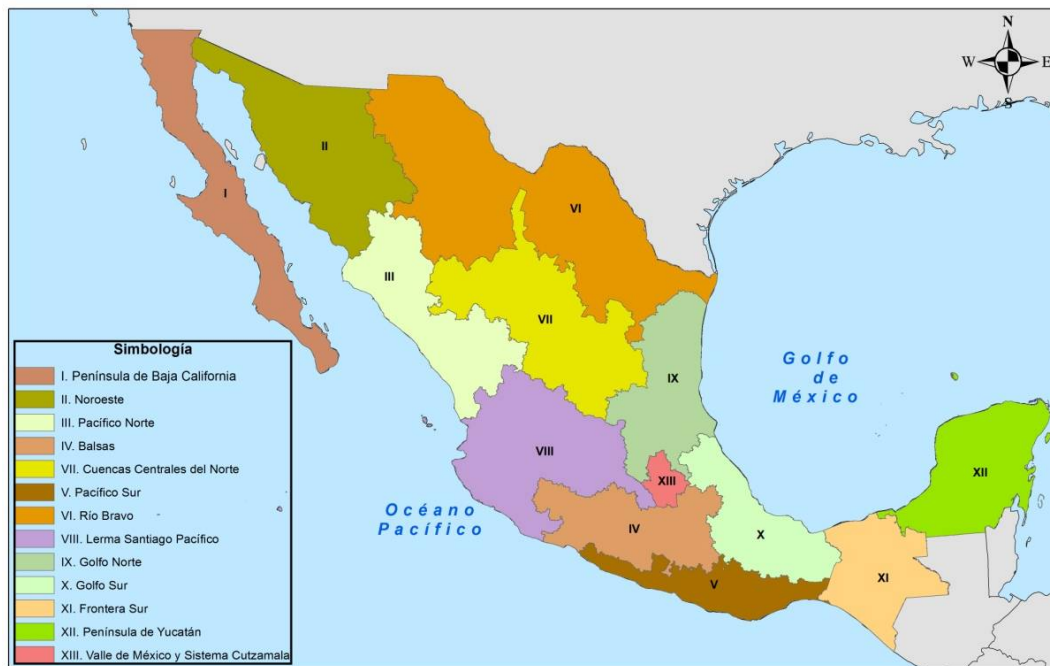 N
W E
S
I
II
III
VI
VII
IX
VIII
XIII
IV
V
X
XI
XII
Golfo
de
México
Océano
Pacífico
Simbología
I. Península de Baja California
II. Noroeste
III. Pacífico Norte
IV. Balsas
VII. Cuencas Centrales del Norte
V. Pacífico Sur
VI. Río Bravo
VIII. Lerma Santiago Pacífico
IX. Golfo Norte
X. Golfo Sur
XI. Frontera Sur
XII. Península de Yucatán
XIII. Valle de México y Sistema Cutzamala